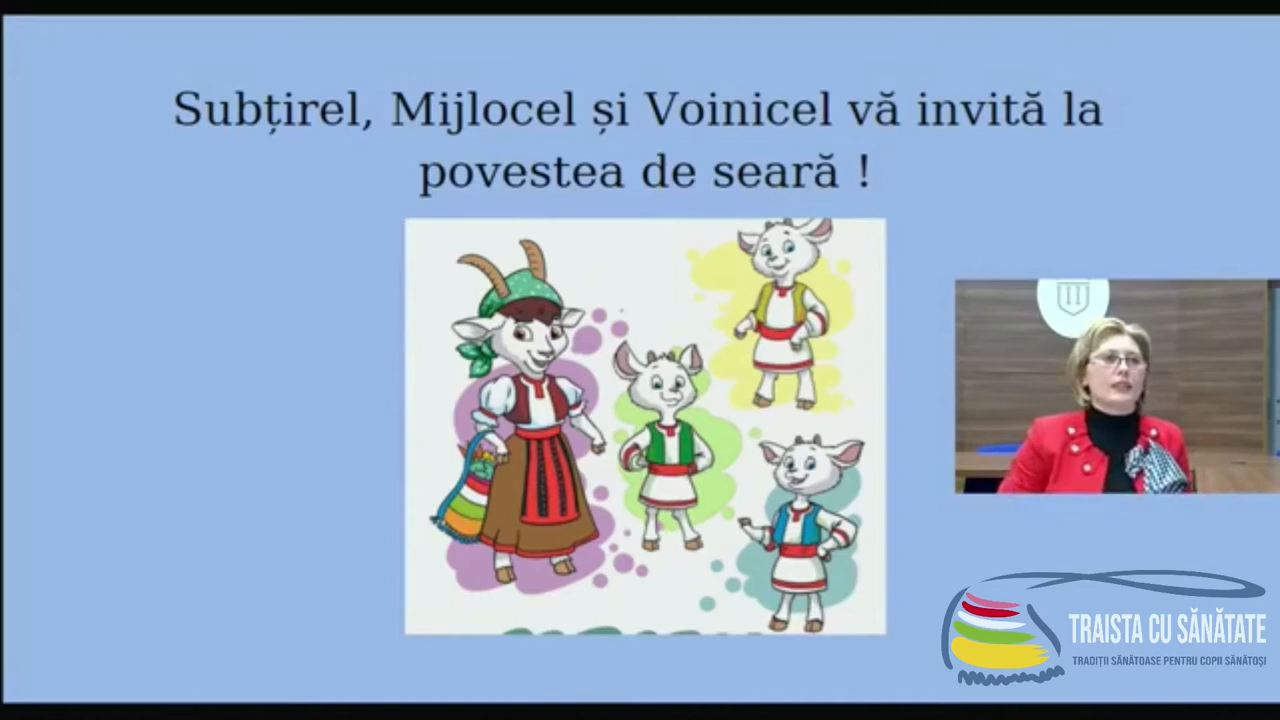 Subțirel, Mijlocel și Voinicel vă invită la
povestea de seară !
TRAISTA CU SĂNĂTATE
TRADIȚII SĂNĂTOASE PENTRU COPII SĂNĂTOȘI